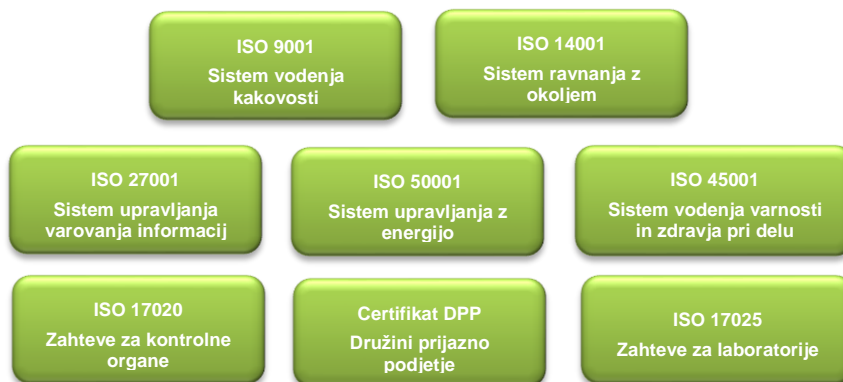 ISO 9001
Sistem vodenja
kakovosti
ISO 14001
Sistem ravnanja z
okoljem
ISO 27001
Sistem upravljanja
varovanja informacij
ISO 50001
Sistem upravljanja z
energijo
ISO 45001
Sistem vodenja varnosti
in zdravja pri delu
ISO 17020
Zahteve za kontrolne
organe
Certifikat DPP
Družini prijazno
podjetje
ISO 17025
Zahteve za laboratorije